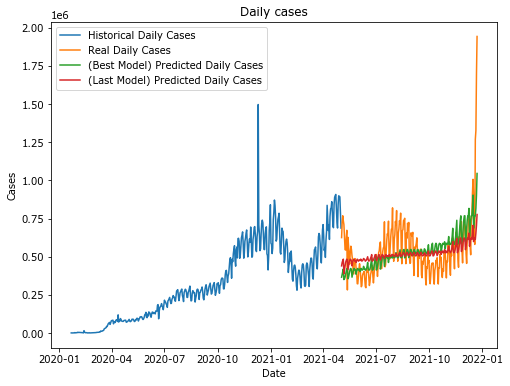 Daily cases
1e6
Historical Daily Cases
Real Daily Cases
(Best Model) Predicted Daily Cases
(Last Model) Predicted Daily Cases
2.00
1.75
1.50
1.25
1.00
0.75
0.50
0.25
0.00
Cases
2020-01 2020-04 2020-07 2020-10 2021-01 2021-04 2021-07 2021-10 2022-01
Date